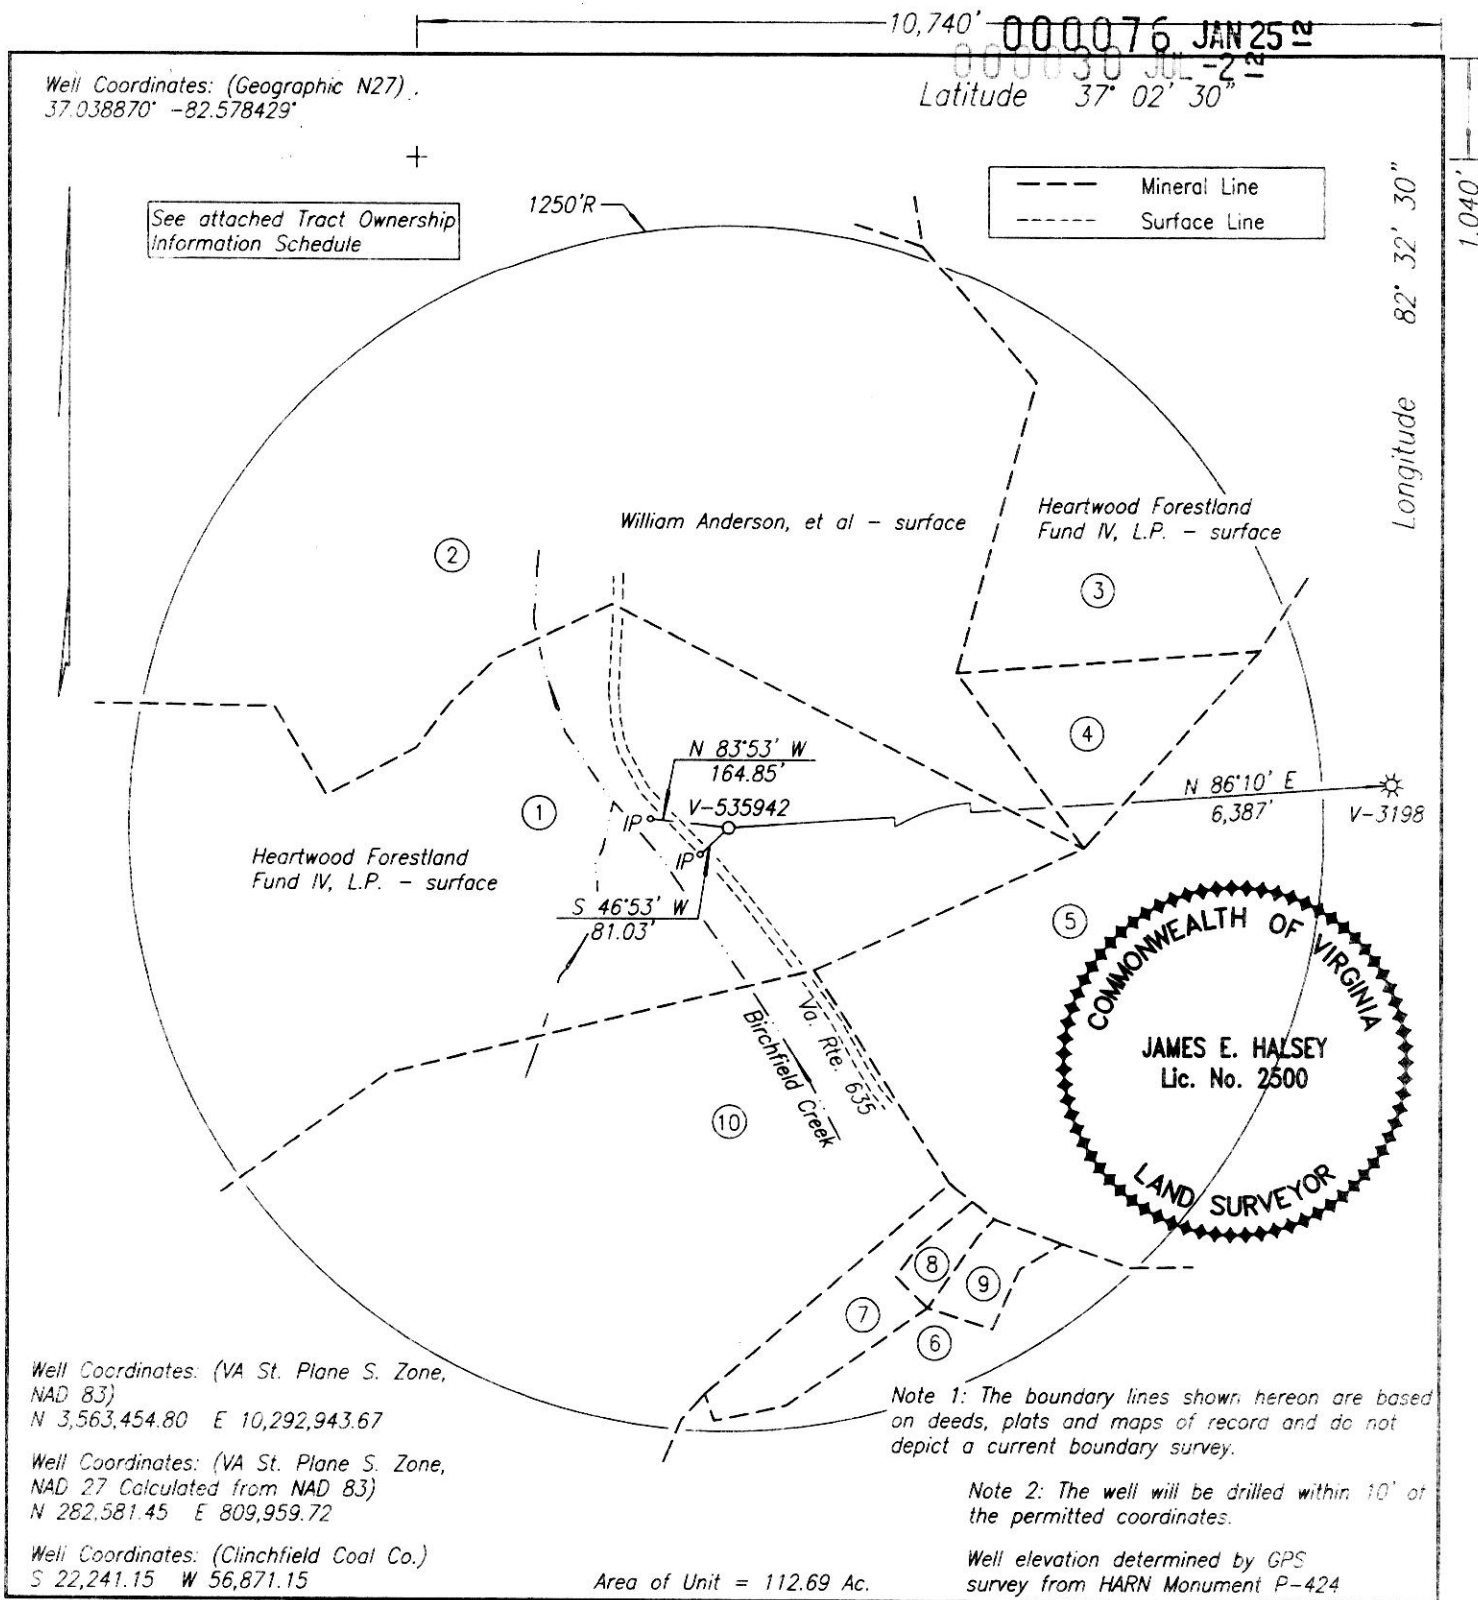 10,740'
000076 JAN 25 12
000030 JUL -2 12
Latitude 37° 02' 30"
Well Coordinates: (Geographic N27)
37.038870° -82.578429°
1,040'
Longitude 82° 32' 30"
Mineral Line
Surface Line
See attached Tract Ownership
Information Schedule
1250'R
William Anderson, et al - surface
Heartwood Forestland
Fund IV, L.P. - surface
2
3
4
N 83°53' W
164.85'
V-535942
N 86°10' E
6,387'
V-3198
1
IP
IP
Heartwood Forestland
Fund IV, L.P. - surface
S 46°53' W
81.03'
5
COMMONWEALTH OF VIRGINIA
JAMES E. HALSEY
Lic. No. 2500
LAND SURVEYOR
Va. Rte. 635
Birchfield Creek
10
8
9
7
6
Well Coordinates: (VA St. Plane S. Zone,
NAD 83)
N 3,563,454.80 E 10,292,943.67
Well Coordinates: (VA St. Plane S. Zone,
NAD 27 Calculated from NAD 83)
N 282,581.45 E 809,959.72
Well Coordinates: (Clinchfield Coal Co.)
S 22,241.15 W 56,871.15
Area of Unit = 112.69 Ac.
Note 1: The boundary lines shown hereon are based
on deeds, plats and maps of record and do not
depict a current boundary survey.
Note 2: The well will be drilled within 10' of
the permitted coordinates.
Well elevation determined by GPS
survey from HARN Monument P-424